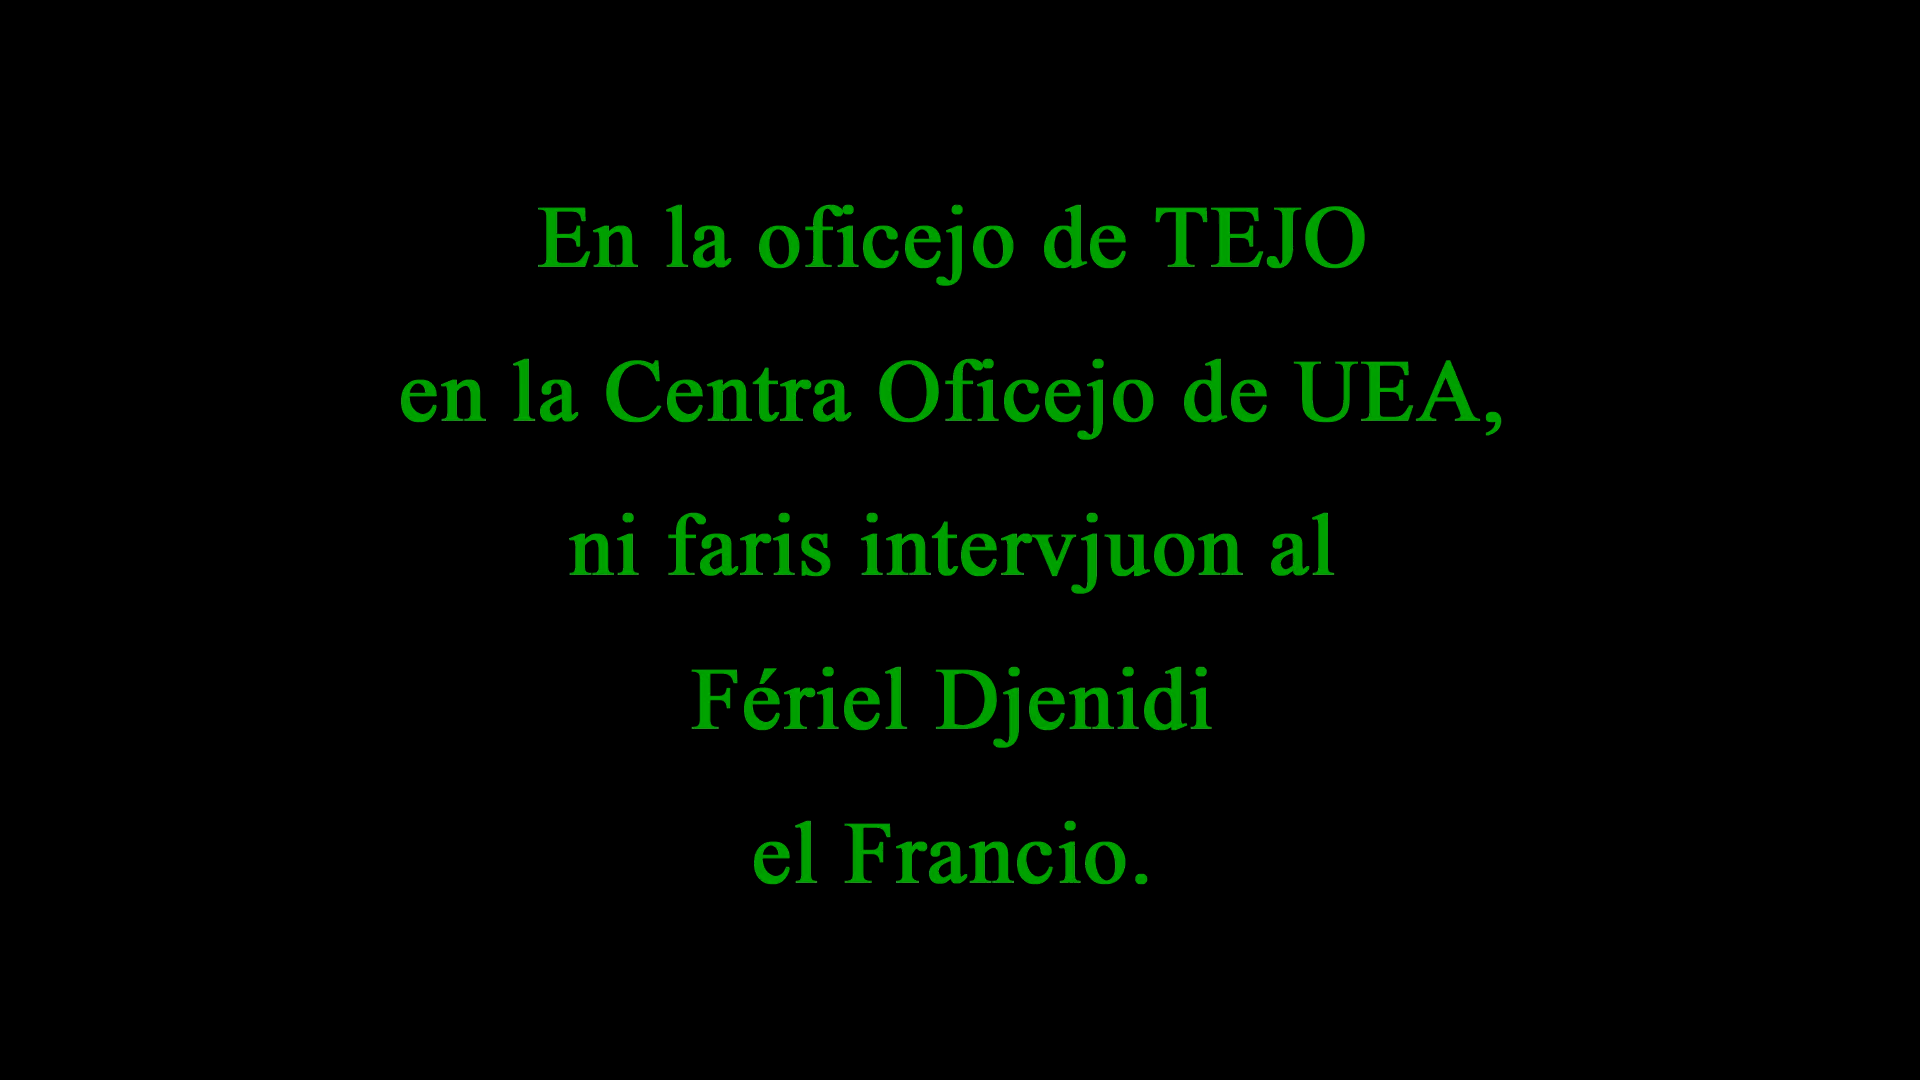 En la oficejo de TEJO
en la Centra Oficejo de UEA,
ni faris intervjuon al
Fériel Djenidi
el Francio.